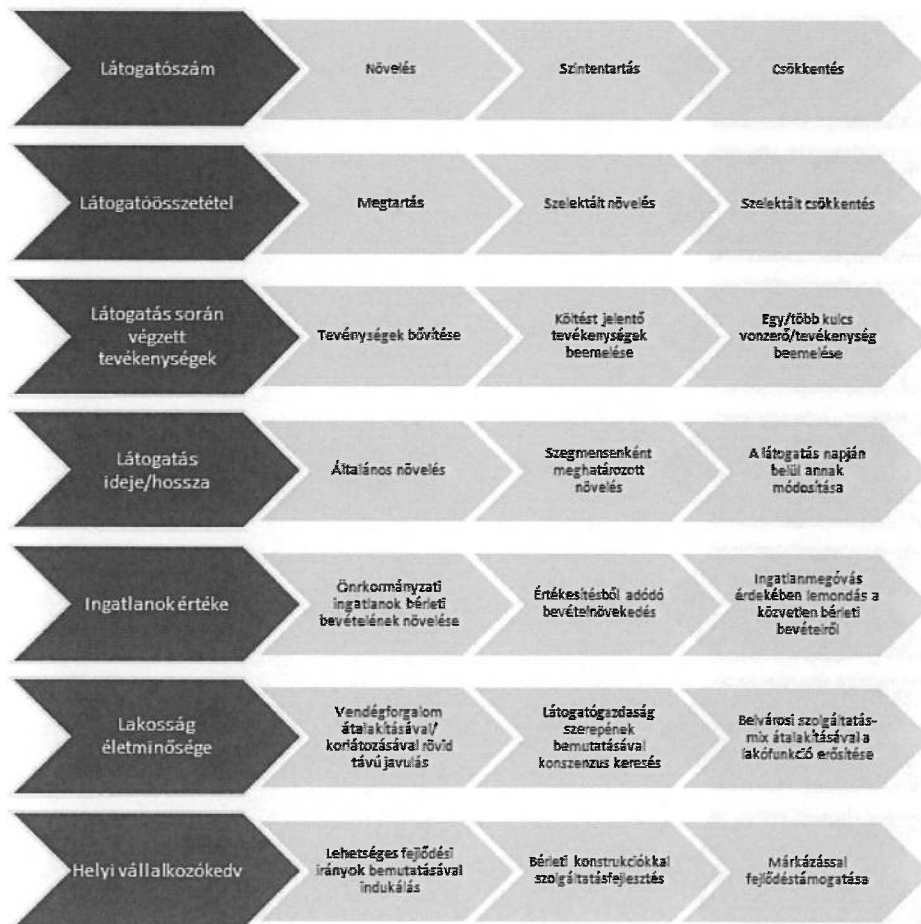 Látogatószám
Növelés
Szintentartás
Csökkentés
Látogatóösszetétel
Megtartás
Szelektált növelés
Szelektált csökkentés
Látogatás során
végzett
tevékenységek
Tevénységek bővítése
Költést jelentő
tevékenységek
beemelése
Egy/több kulcs
vonzerő/tevékenység
beemelése
Látogatás
ideje/hossza
Általános növelés
Szegmensenként
meghatározott
növelés
A látogatás napján
belül annak
módosítása
Ingatlanok értéke
Önrkormányzati
ingatlanok bérleti
bevételének növelése
Értékesítésből adódó
bevételnövekedés
Ingatlanmegóvás
érdekében lemondás a
közvetlen bérleti
bevételről
Lakosság
életminősége
Vendégforgalom
átalakításával/
korlátozásával rövid
távú javulás
Látogatógazdaság
szerepének
bemutatásával
konszenzus keresés
Belvárosi szolgáltatás-
mix átalakításával a
lakófunkció erősítése
Helyi vállalkozókedv
Lehetséges fejlődési
irányok bemutatásával
indukálás
Bérleti konstrukciókkal
szolgáltatásfejlesztés
Márkázással
fejlődéstámogatása